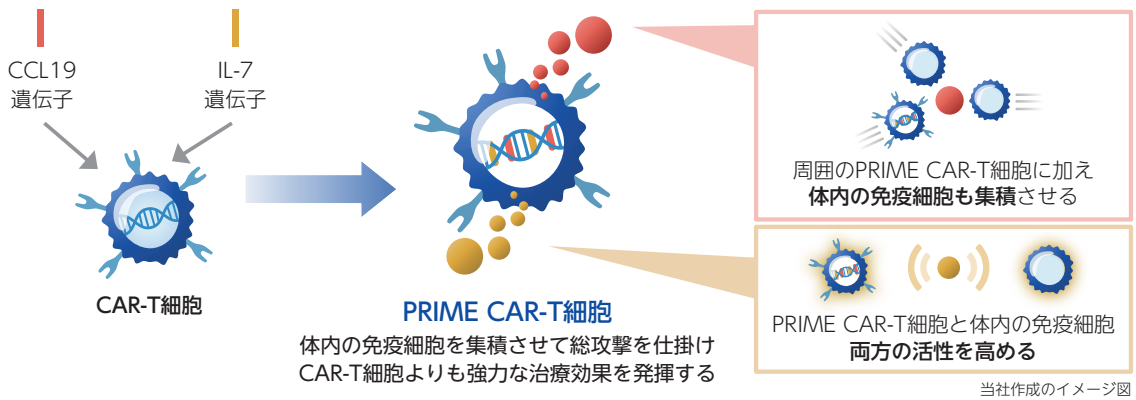 CCL19
遺伝子
IL-7
遺伝子
CAR-T細胞
PRIME CAR-T細胞
体内の免疫細胞を集積させて総攻撃を仕掛け
CAR-T細胞よりも強力な治療効果を発揮する
周囲のPRIME CAR-T細胞に加え
体内の免疫細胞も集積させる
PRIME CAR-T細胞と体内の免疫細胞
両方の活性を高める
当社作成のイメージ図